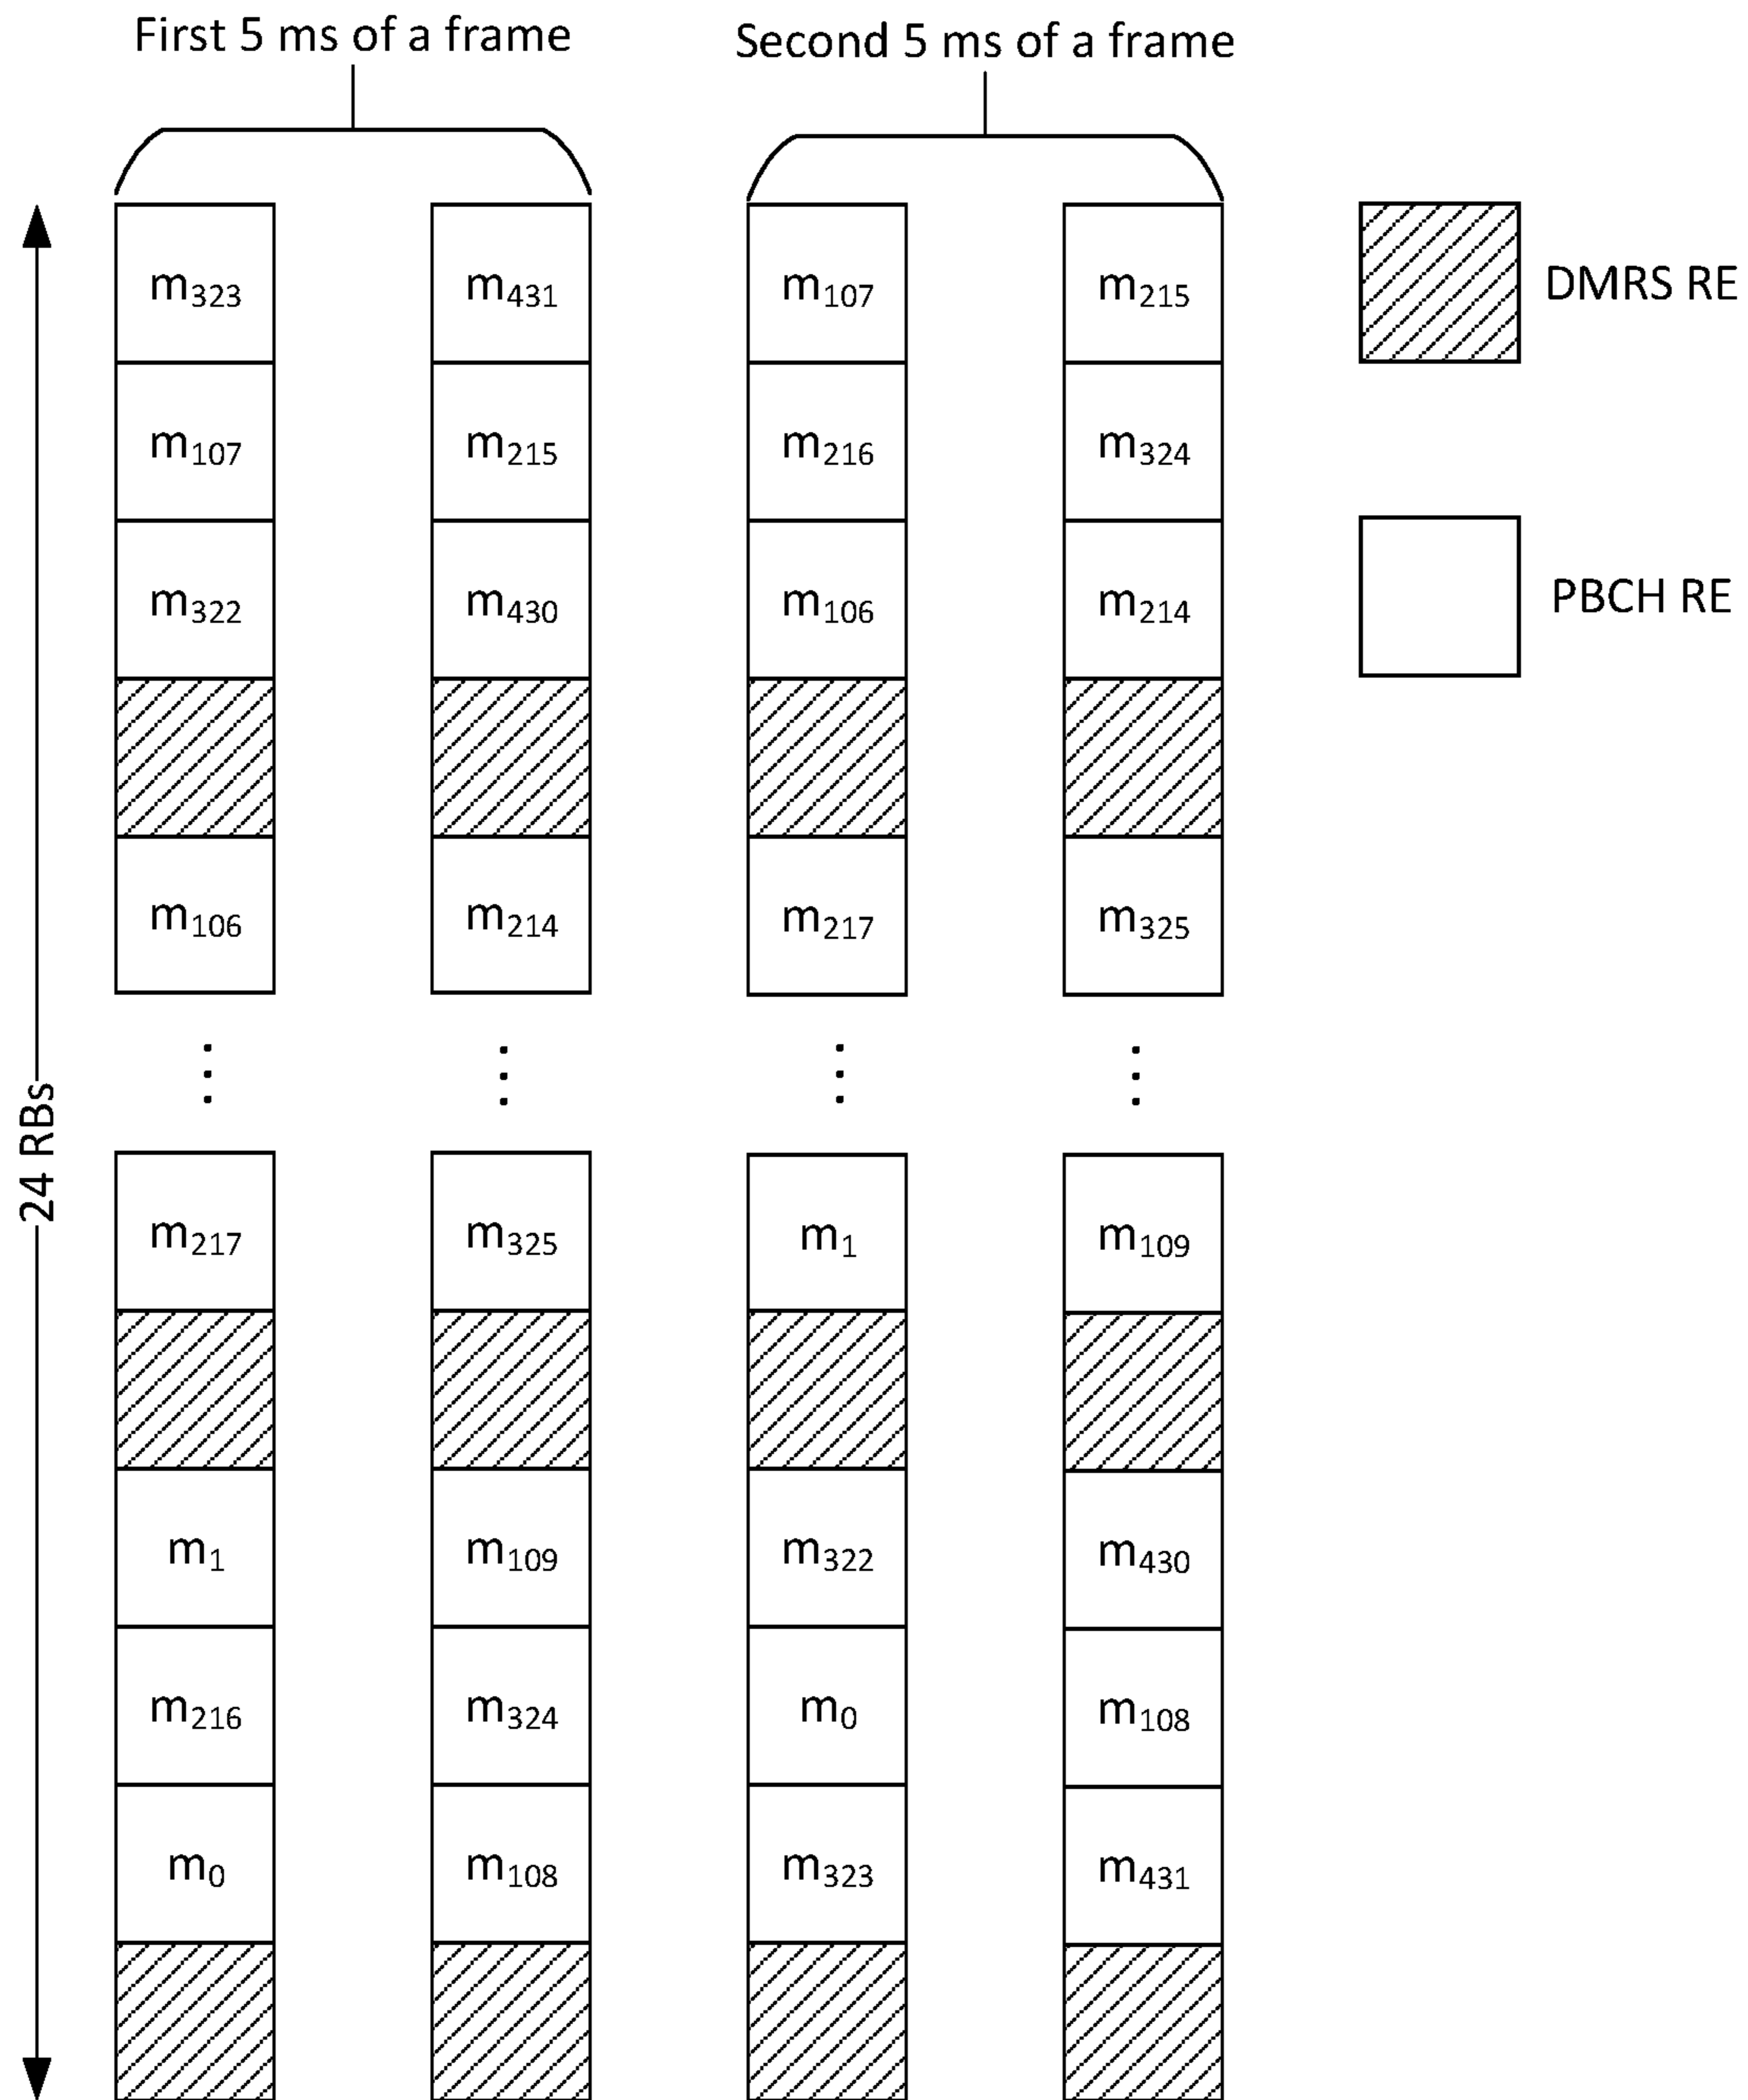 First 5 ms of a frame
Second 5 ms of a frame
m323 m431 m107 m215
DMRS RE
m107 m215 m216 m324
m322 m430 m106 m214
PBCH RE
m106 m214 m217 m325
⋮ ⋮ ⋮ ⋮
24 RBs
m217 m325 m1 m109
m1 m109 m322 m430
m216 m324 m0 m108
m0 m108 m323 m431